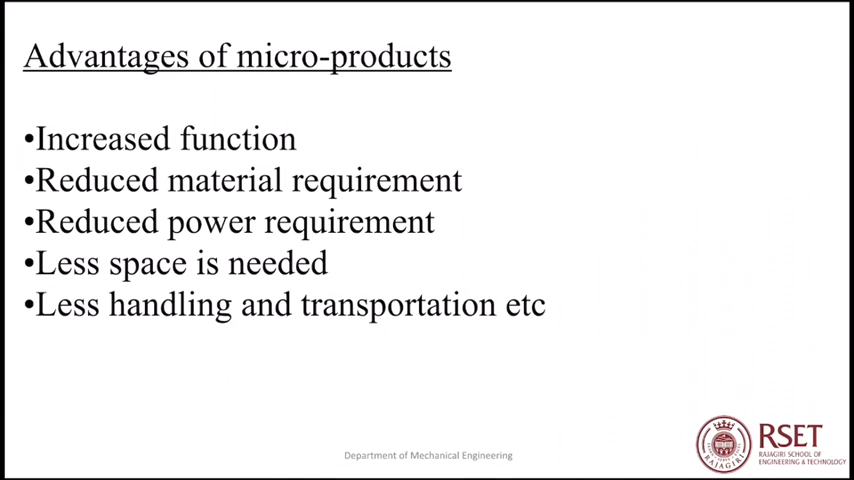 Advantages of micro-products
•Increased function
•Reduced material requirement
•Reduced power requirement
•Less space is needed
•Less handling and transportation etc
Department of Mechanical Engineering
RAJAGIRI
RSET
RAJAGIRI SCHOOL OF
ENGINEERING & TECHNOLOGY